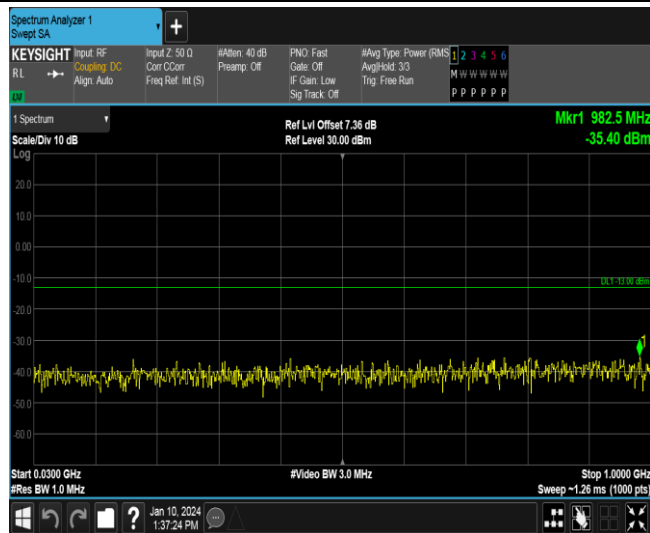 Spectrum Analyzer 1
Swept SA
+
KEYSIGHT
RL
Input: RF
Coupling: DC
Align: Auto
Input Z: 50 Ω
Corr CCorr
Freq Ref: Int (S)
#Atten: 40 dB
Preamp: Off
PNO: Fast
Gate: Off
IF Gain: Low
Sig Track: Off
#Avg Type: Power (RMS
Avg|Hold: 3/3
Trig: Free Run
1 2 3 4 5 6
M W W W W W
P P P P P P
1 Spectrum
Scale/Div 10 dB
Log
Ref Lvl Offset 7.36 dB
Ref Level 30.00 dBm
Mkr1 982.5 MHz
-35.40 dBm
20.0
10.0
0.00
-10.0
DL1 -13.00 dBm
-20.0
-30.0
1
-40.0
-50.0
-60.0
Start 0.0300 GHz
#Res BW 1.0 MHz
#Video BW 3.0 MHz
Stop 1.0000 GHz
Sweep ~1.26 ms (1000 pts)
?
Jan 10, 2024
1:37:24 PM